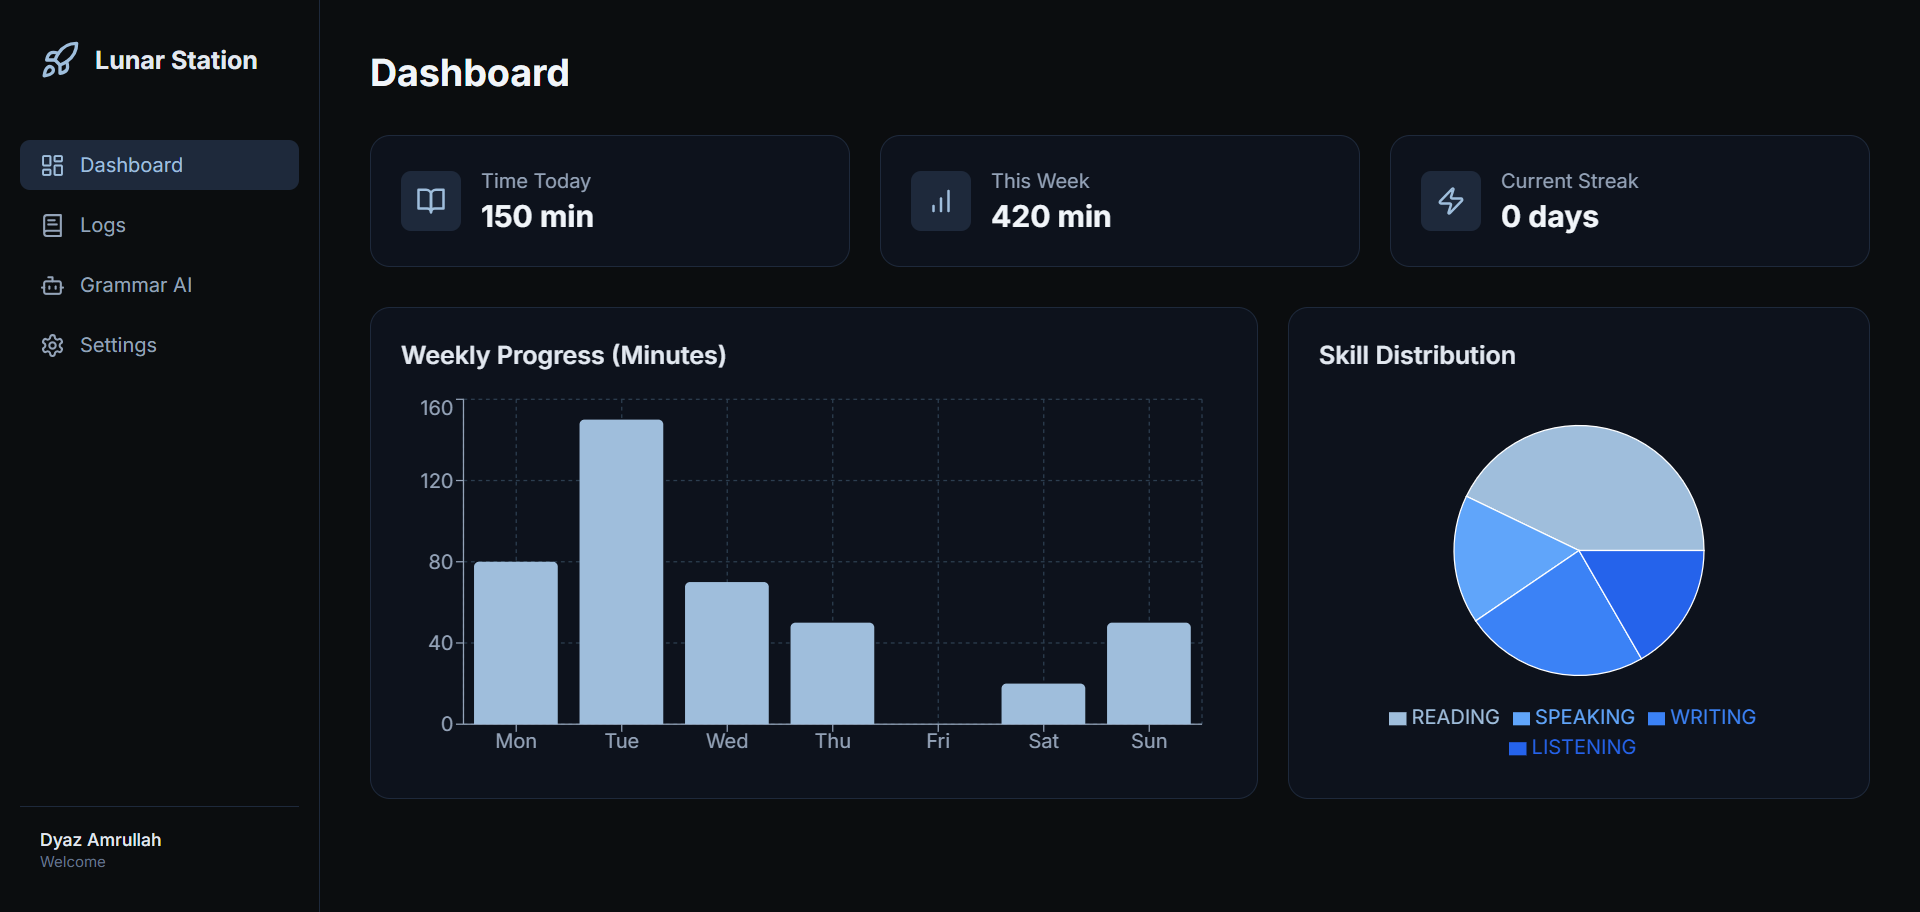 Lunar Station
Dashboard
Logs
Grammar AI
Settings
Dyaz Amrullah
Welcome
Dashboard
Time Today
150 min
This Week
420 min
Current Streak
0 days
Weekly Progress (Minutes)
160
120
80
40
0
Mon Tue Wed Thu Fri Sat Sun
Skill Distribution
READING SPEAKING WRITING
LISTENING